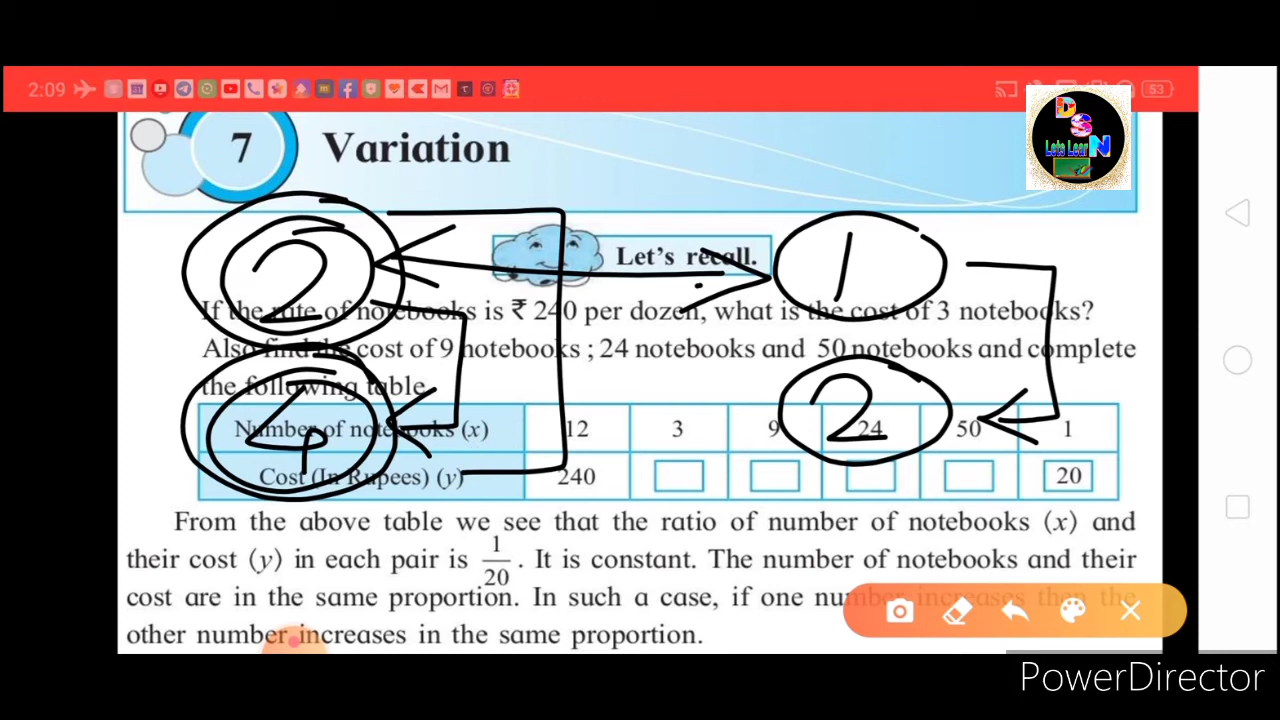 2:09
53
7 Variation
D
S
N
Lets Lear
Let's recall.
2
1
If the rate of notebooks is ₹ 240 per dozen, what is the cost of 3 notebooks?
Also find the cost of 9 notebooks ; 24 notebooks and 50 notebooks and complete
the following table.
4
2
Number of notebooks (x) 12 3 9 24 50 1
Cost (In Rupees) (y) 240 20
From the above table we see that the ratio of number of notebooks (x) and
their cost (y) in each pair is 1/20 . It is constant. The number of notebooks and their
cost are in the same proportion. In such a case, if one number increases then the
other number increases in the same proportion.
PowerDirector